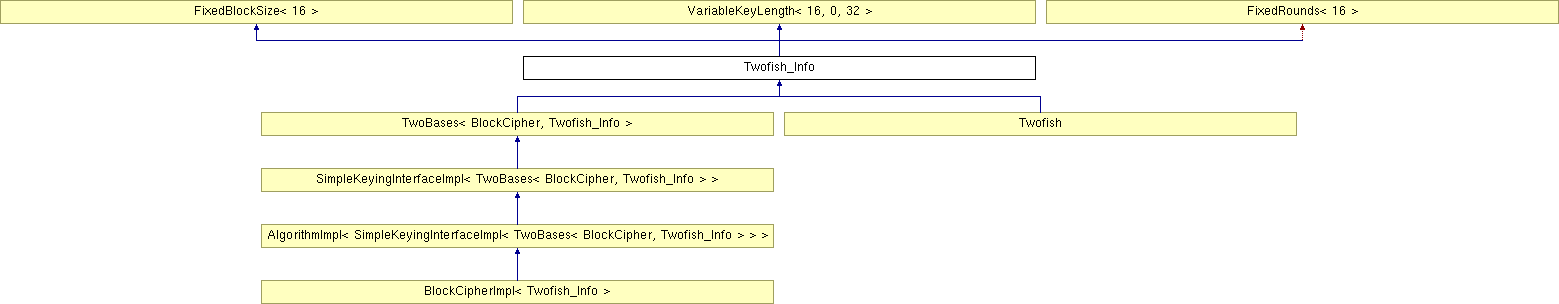 FixedBlockSize< 16 >
VariableKeyLength< 16, 0, 32 >
FixedRounds< 16 >
Twofish_Info
TwoBases< BlockCipher, Twofish_Info >
Twofish
SimpleKeyingInterfaceImpl< TwoBases< BlockCipher, Twofish_Info > >
AlgorithmImpl< SimpleKeyingInterfaceImpl< TwoBases< BlockCipher, Twofish_Info > > >
BlockCipherImpl< Twofish_Info >